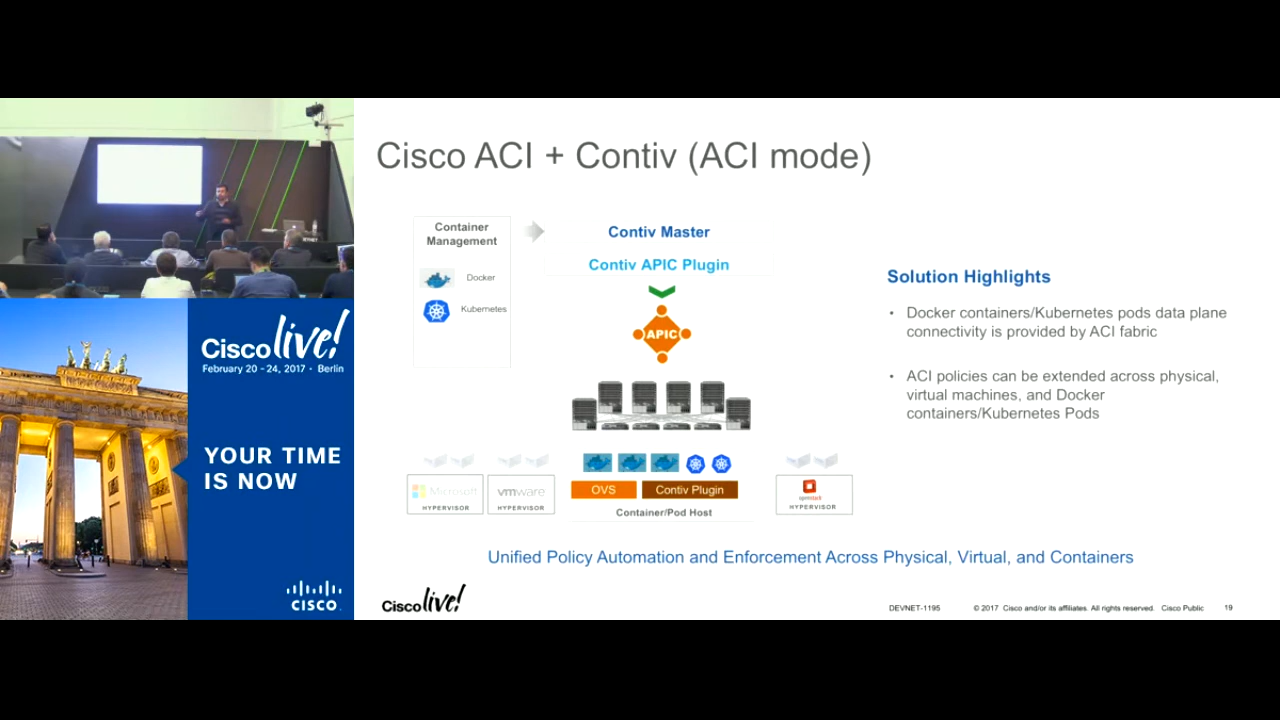 Cisco ACI + Contiv (ACI mode)
Container
Management
Docker
Kubernetes
Contiv Master
Contiv APIC Plugin
APIC
OVS
Contiv Plugin
Container/Pod Host
Microsoft
HYPERVISOR
vmware
HYPERVISOR
openstack
HYPERVISOR
Solution Highlights
• Docker containers/Kubernetes pods data plane
connectivity is provided by ACI fabric
• ACI policies can be extended across physical,
virtual machines, and Docker
containers/Kubernetes Pods
Unified Policy Automation and Enforcement Across Physical, Virtual, and Containers
Cisco live!
DEVNET-1195 © 2017 Cisco and/or its affiliates. All rights reserved. Cisco Public 19
Cisco live!
February 20 - 24, 2017 • Berlin
YOUR TIME
IS NOW
CISCO